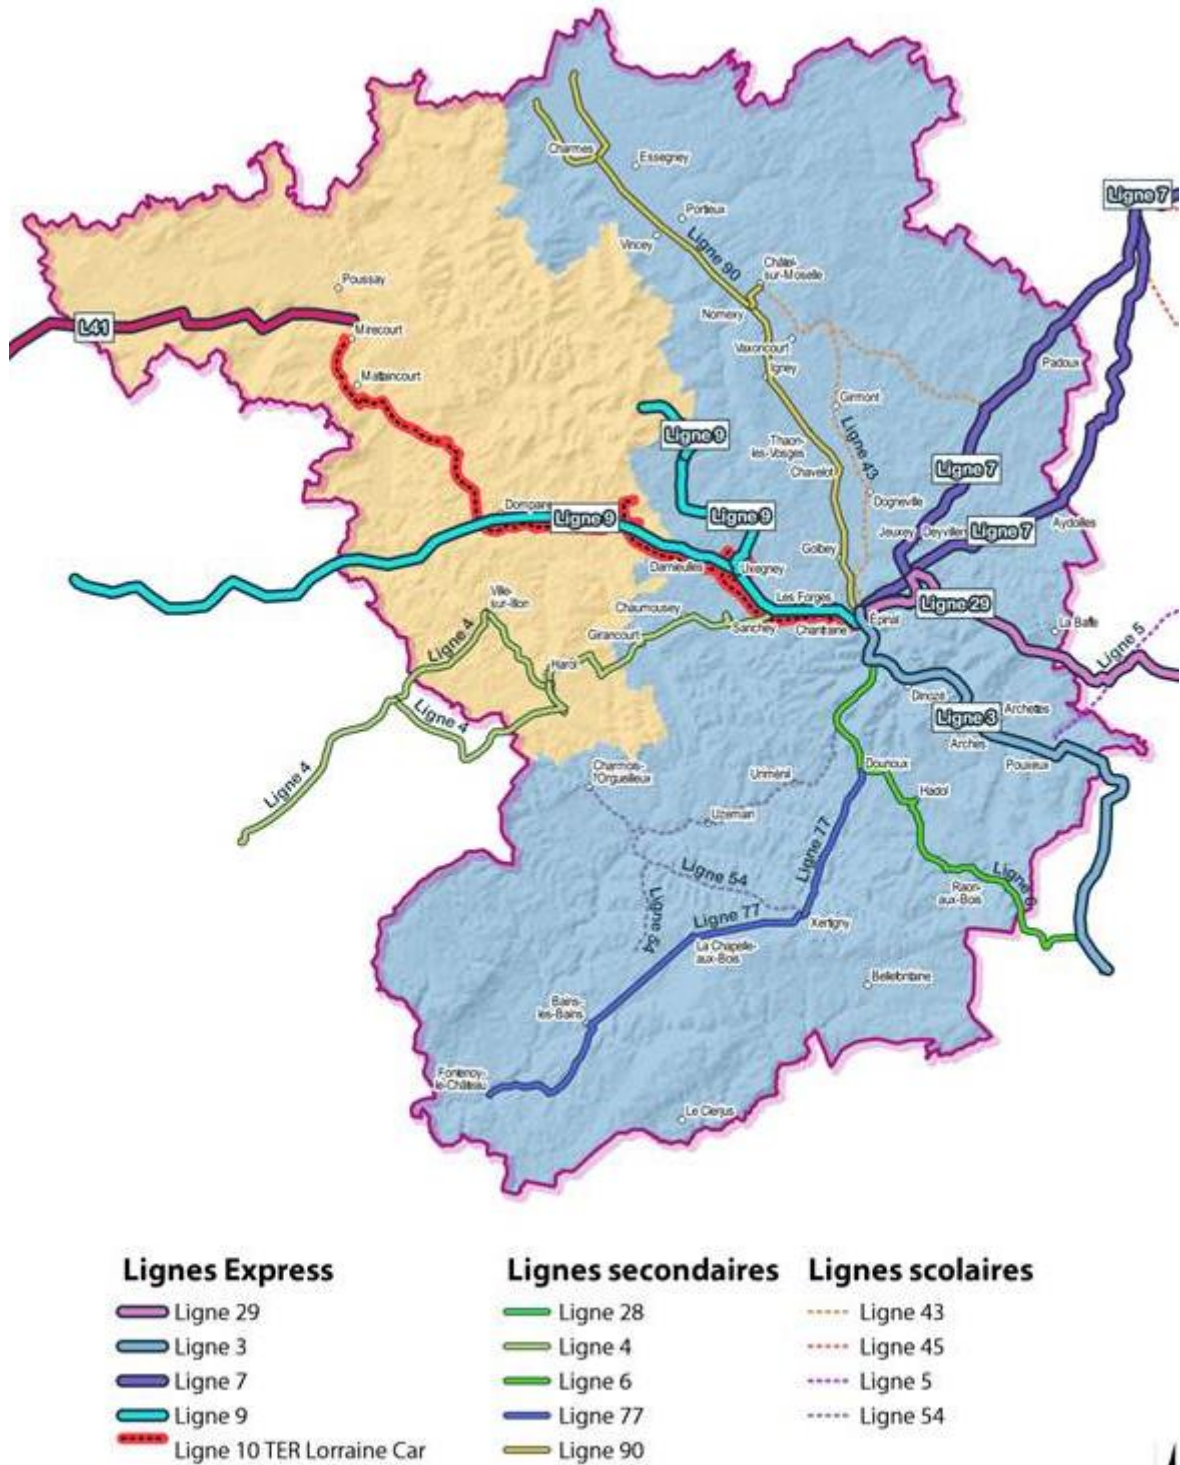 Charmes
Essegney
Portieux
Vincey
Ligne 90
Châtel-
sur-Moselle
Ligne 7
Poussay
Nomexy
L41
Mirecourt
Vaxoncourt
Igney
Padoux
Mattaincourt
Girmont
Ligne 9
Thaon-
les-Vosges
Ligne 43
Chavelot
Ligne 7
Dogneville
Dompaire
Ligne 9
Ligne 9
Jeuxey
Deyvillers
Ligne 7
Aydoilles
Golbey
Darnieulles
Uxegney
Ville-
sur-Illon
Les Forges
Ligne 29
Chaumousey
Épinal
La Baffe
Girancourt
Sanchey
Chantraine
Ligne 5
Ligne 4
Harol
Dinozé
Archettes
Ligne 4
Ligne 3
Arches
Pouxeux
Charmois-
l'Orgueilleux
Uriménil
Dounoux
Ligne 4
Hadol
Uzemain
Ligne 77
Ligne 54
Ligne 6
Raon-
aux-Bois
Ligne 54
Ligne 77
Xertigny
La Chapelle-
aux-Bois
Bellefontaine
Bains-
les-Bains
Fontenoy-
le-Château
Le Clerjus
Lignes Express
Ligne 29
Ligne 3
Ligne 7
Ligne 9
Ligne 10 TER Lorraine Car
Lignes secondaires
Ligne 28
Ligne 4
Ligne 6
Ligne 77
Ligne 90
Lignes scolaires
Ligne 43
Ligne 45
Ligne 5
Ligne 54